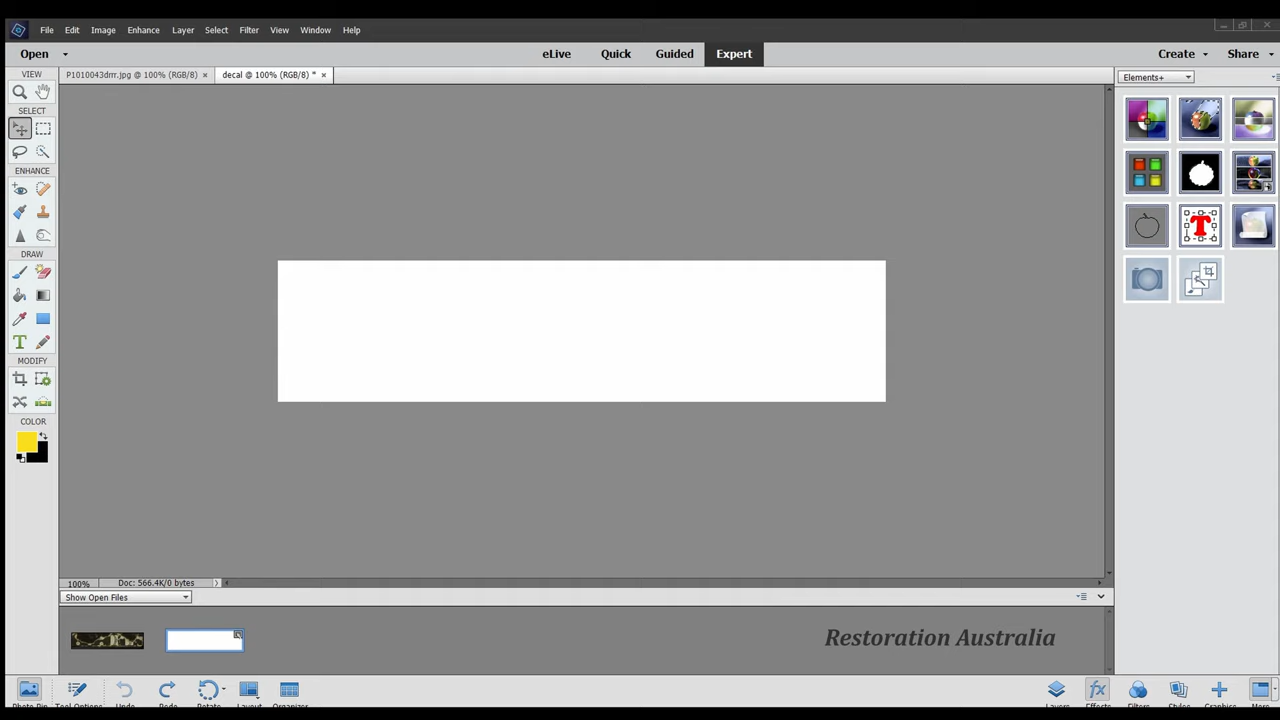 File Edit Image Enhance Layer Select Filter View Window Help
Open eLive Quick Guided Expert Create Share
VIEW P1010043drrr.jpg @ 100% (RGB/8) × decal @ 100% (RGB/8) * × Elements+
SELECT
ENHANCE
DRAW
T T
MODIFY
COLOR
100% Doc: 566.4K/0 bytes
Show Open Files
Restoration Australia
Photo Bin Tool Options Undo Redo Rotate Layout Organizer Layers Effects Filters Styles Graphics More